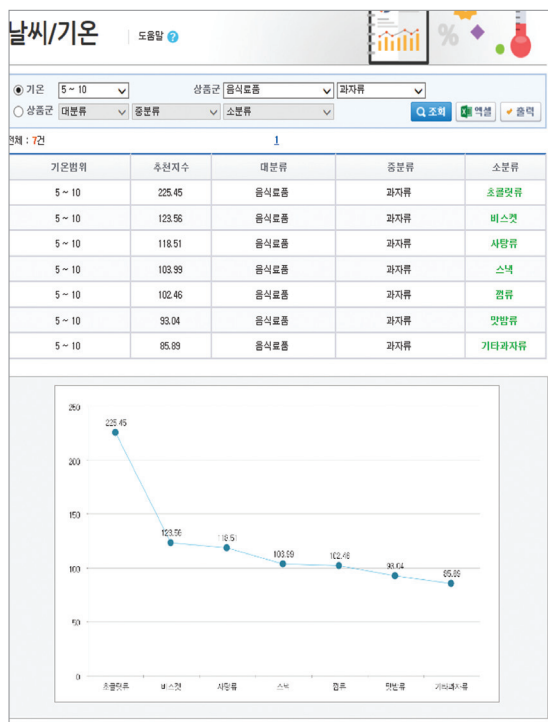 날씨/기온 도움말 ?
%
기온 5 ~ 10 상품군 음식료품 과자류
상품군 대분류 중분류 소분류 조회 엑셀 출력
전체 : 7건 1
기온범위 추천지수 대분류 중분류 소분류
5 ~ 10 225.45 음식료품 과자류 초콜릿류
5 ~ 10 123.56 음식료품 과자류 비스켓
5 ~ 10 118.51 음식료품 과자류 사탕류
5 ~ 10 103.99 음식료품 과자류 스낵
5 ~ 10 102.46 음식료품 과자류 껌류
5 ~ 10 93.04 음식료품 과자류 맛밤류
5 ~ 10 85.89 음식료품 과자류 기타과자류
250
225.45
200
150
123.56
118.51
103.99
102.46
93.04
85.89
100
50
0
초콜릿류 비스켓 사탕류 스낵 껌류 맛밤류 기타과자류